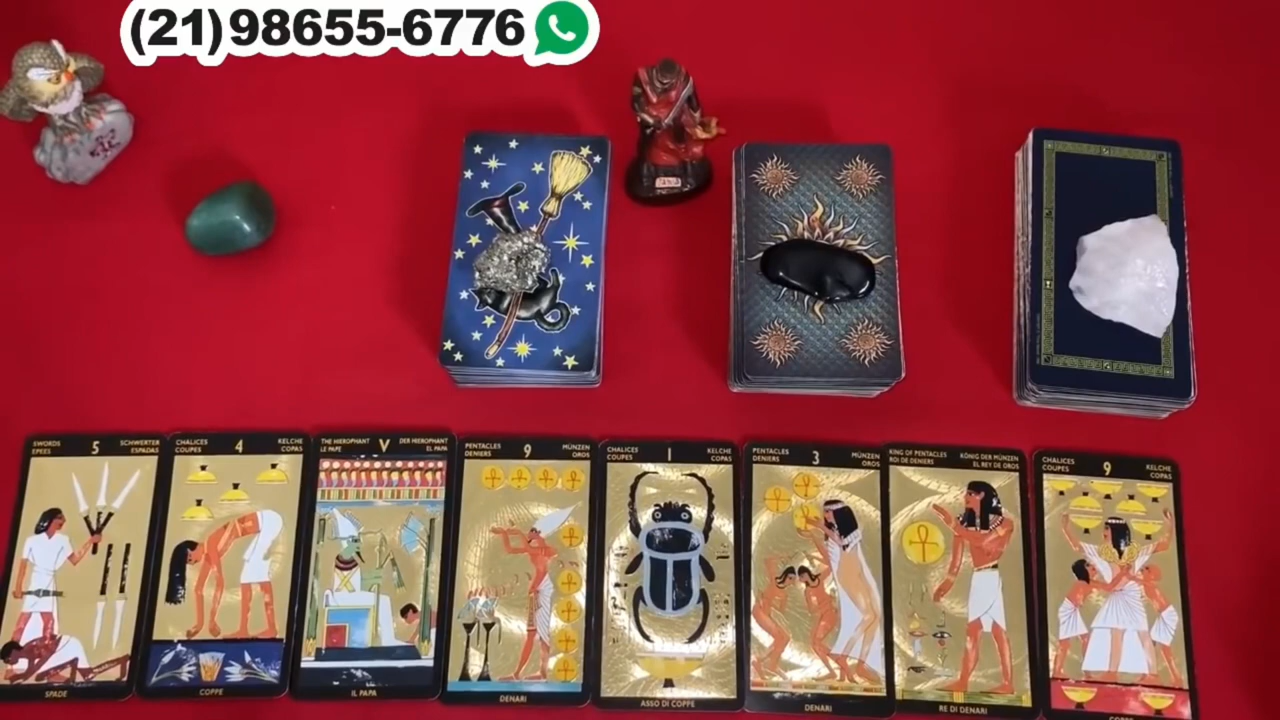 (21)98655-6776
SWORDS 5 SCHWERTER
EPEES ESPADAS
SPADE
CHALICES 4 KELCHE
COUPES COPAS
COPPE
THE HIEROPHANT V DER HIEROPHANT
LE PAPE EL PAPA
IL PAPA
PENTACLES 9 MÜNZEN
DENIERS OROS
DENARI
CHALICES 1 KELCHE
COUPES COPAS
ASSO DI COPPE
PENTACLES 3 MÜNZEN
DENIERS OROS
DENARI
KING OF PENTACLES KÖNIG DER MÜNZEN
ROI DE DENIERS EL REY DE OROS
RE DI DENARI
CHALICES 9 KELCHE
COUPES COPAS